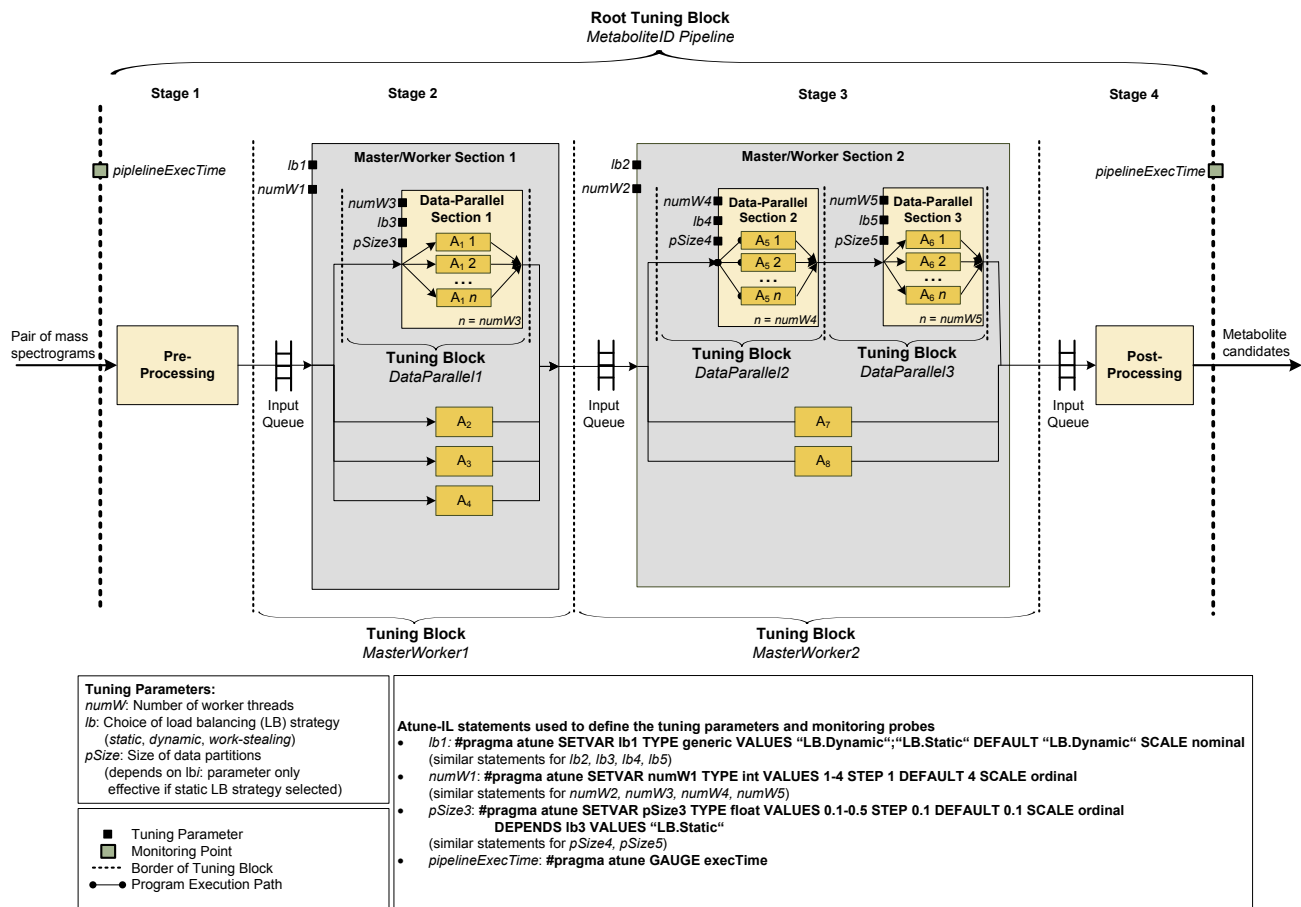 Root Tuning Block
MetaboliteID Pipeline
Stage 1
Stage 2
Stage 3
Stage 4
piplelineExecTime
lb1
numW1
Master/Worker Section 1
numW3
lb3
pSize3
Data-Parallel
Section 1
A1 1
A1 2
...
A1 n
n = numW3
Tuning Block
DataParallel1
A2
A3
A4
lb2
numW2
Master/Worker Section 2
numW4
lb4
pSize4
Data-Parallel
Section 2
A5 1
A5 2
...
A5 n
n = numW4
Tuning Block
DataParallel2
numW5
lb5
pSize5
Data-Parallel
Section 3
A6 1
A6 2
...
A6 n
n = numW5
Tuning Block
DataParallel3
A7
A8
pipelineExecTime
Pair of mass
spectrograms
Pre-
Processing
Input
Queue
Input
Queue
Input
Queue
Post-
Processing
Metabolite
candidates
Tuning Block
MasterWorker1
Tuning Block
MasterWorker2
Tuning Parameters:
numW: Number of worker threads
lb: Choice of load balancing (LB) strategy
(static, dynamic, work-stealing)
pSize: Size of data partitions
(depends on lbi: parameter only
effective if static LB strategy selected)
Tuning Parameter
Monitoring Point
Border of Tuning Block
Program Execution Path
Atune-IL statements used to define the tuning parameters and monitoring probes
• lb1: #pragma atune SETVAR lb1 TYPE generic VALUES “LB.Dynamic“;“LB.Static“ DEFAULT “LB.Dynamic“ SCALE nominal
(similar statements for lb2, lb3, lb4, lb5)
• numW1: #pragma atune SETVAR numW1 TYPE int VALUES 1-4 STEP 1 DEFAULT 4 SCALE ordinal
(similar statements for numW2, numW3, numW4, numW5)
• pSize3: #pragma atune SETVAR pSize3 TYPE float VALUES 0.1-0.5 STEP 0.1 DEFAULT 0.1 SCALE ordinal
DEPENDS lb3 VALUES “LB.Static“
(similar statements for pSize4, pSize5)
• pipelineExecTime: #pragma atune GAUGE execTime